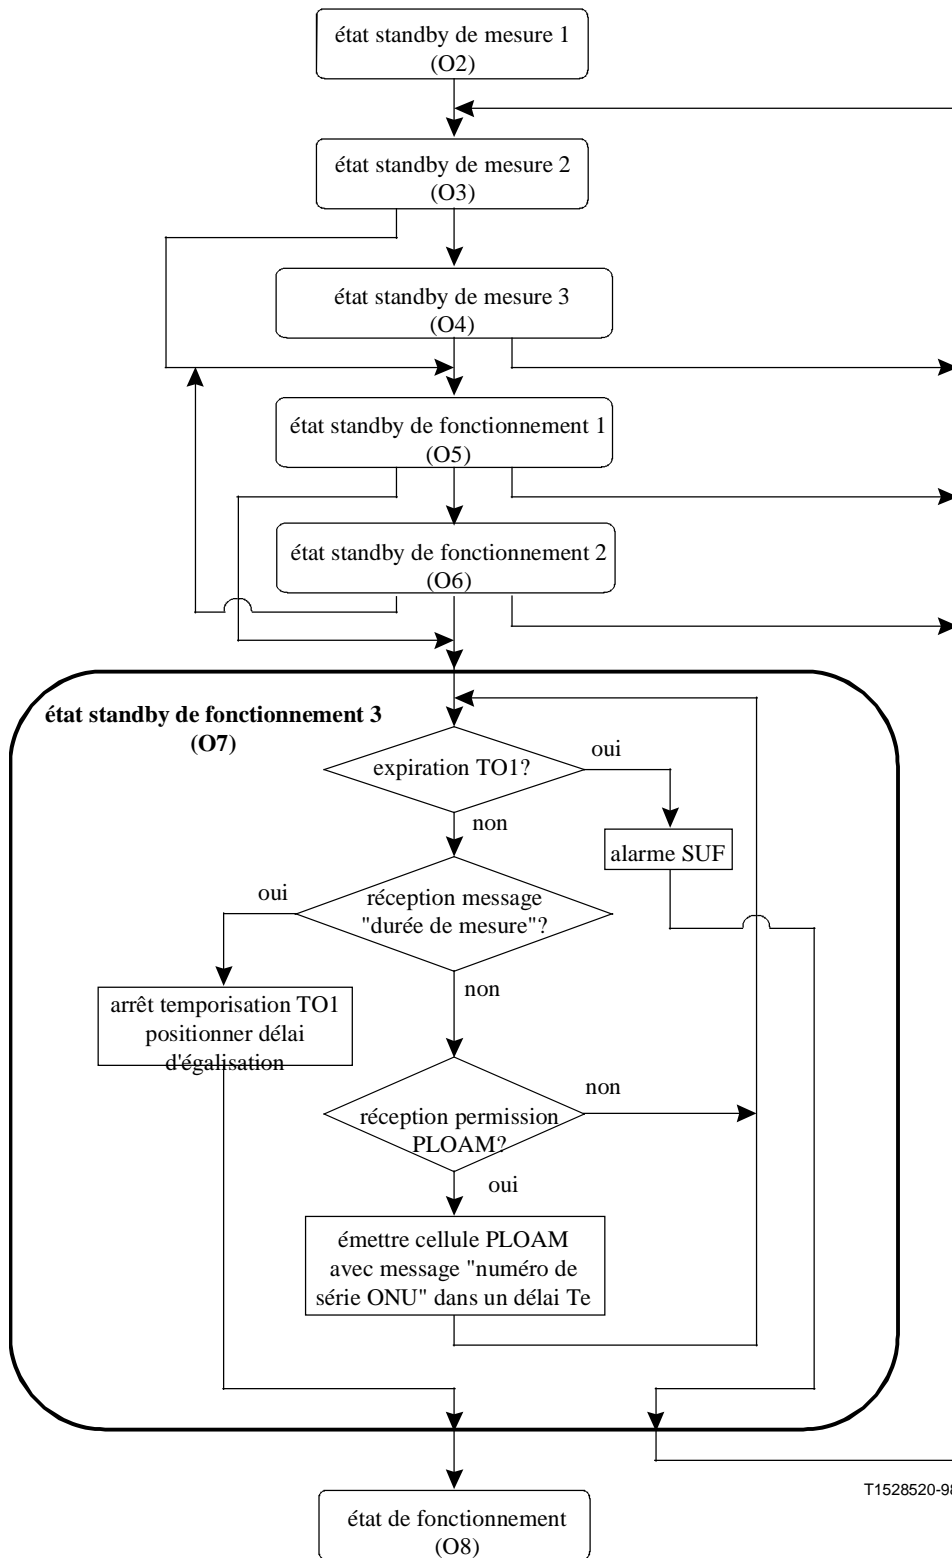 état standby de mesure 1
(O2)
état standby de mesure 2
(O3)
état standby de mesure 3
(O4)
état standby de fonctionnement 1
(O5)
état standby de fonctionnement 2
(O6)
état standby de fonctionnement 3
(O7)
oui
expiration TO1?
non
alarme SUF
oui
réception message
"durée de mesure"?
non
arrêt temporisation TO1
positionner délai
d'égalisation
non
réception permission
PLOAM?
oui
émettre cellule PLOAM
avec message "numéro de
série ONU" dans un délai Te
T1528520-98
état de fonctionnement
(O8)